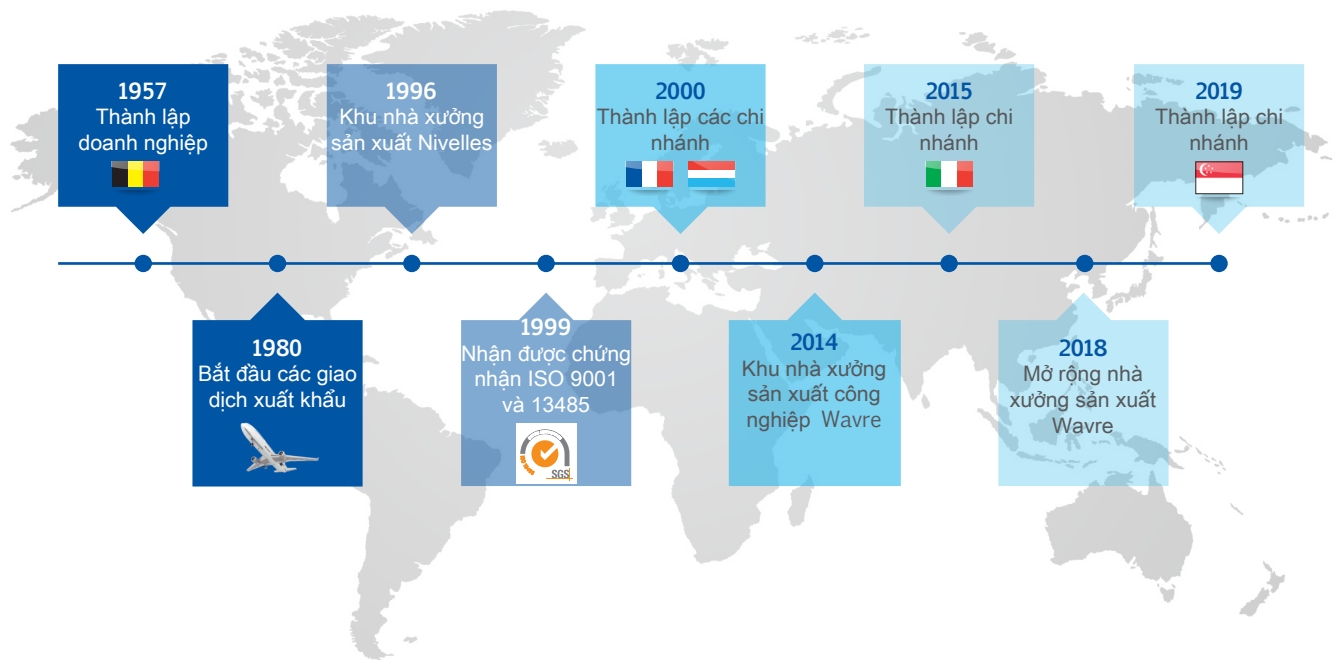 1957
Thành lập
doanh nghiệp
1980
Bắt đầu các giao
dịch xuất khẩu
1996
Khu nhà xưởng
sản xuất Nivelles
1999
Nhận được chứng
nhận ISO 9001
và 13485
SGS
2000
Thành lập các chi
nhánh
2014
Khu nhà xưởng
sản xuất công
nghiệp Wavre
2015
Thành lập chi
nhánh
2018
Mở rộng nhà
xưởng sản xuất
Wavre
2019
Thành lập chi
nhánh